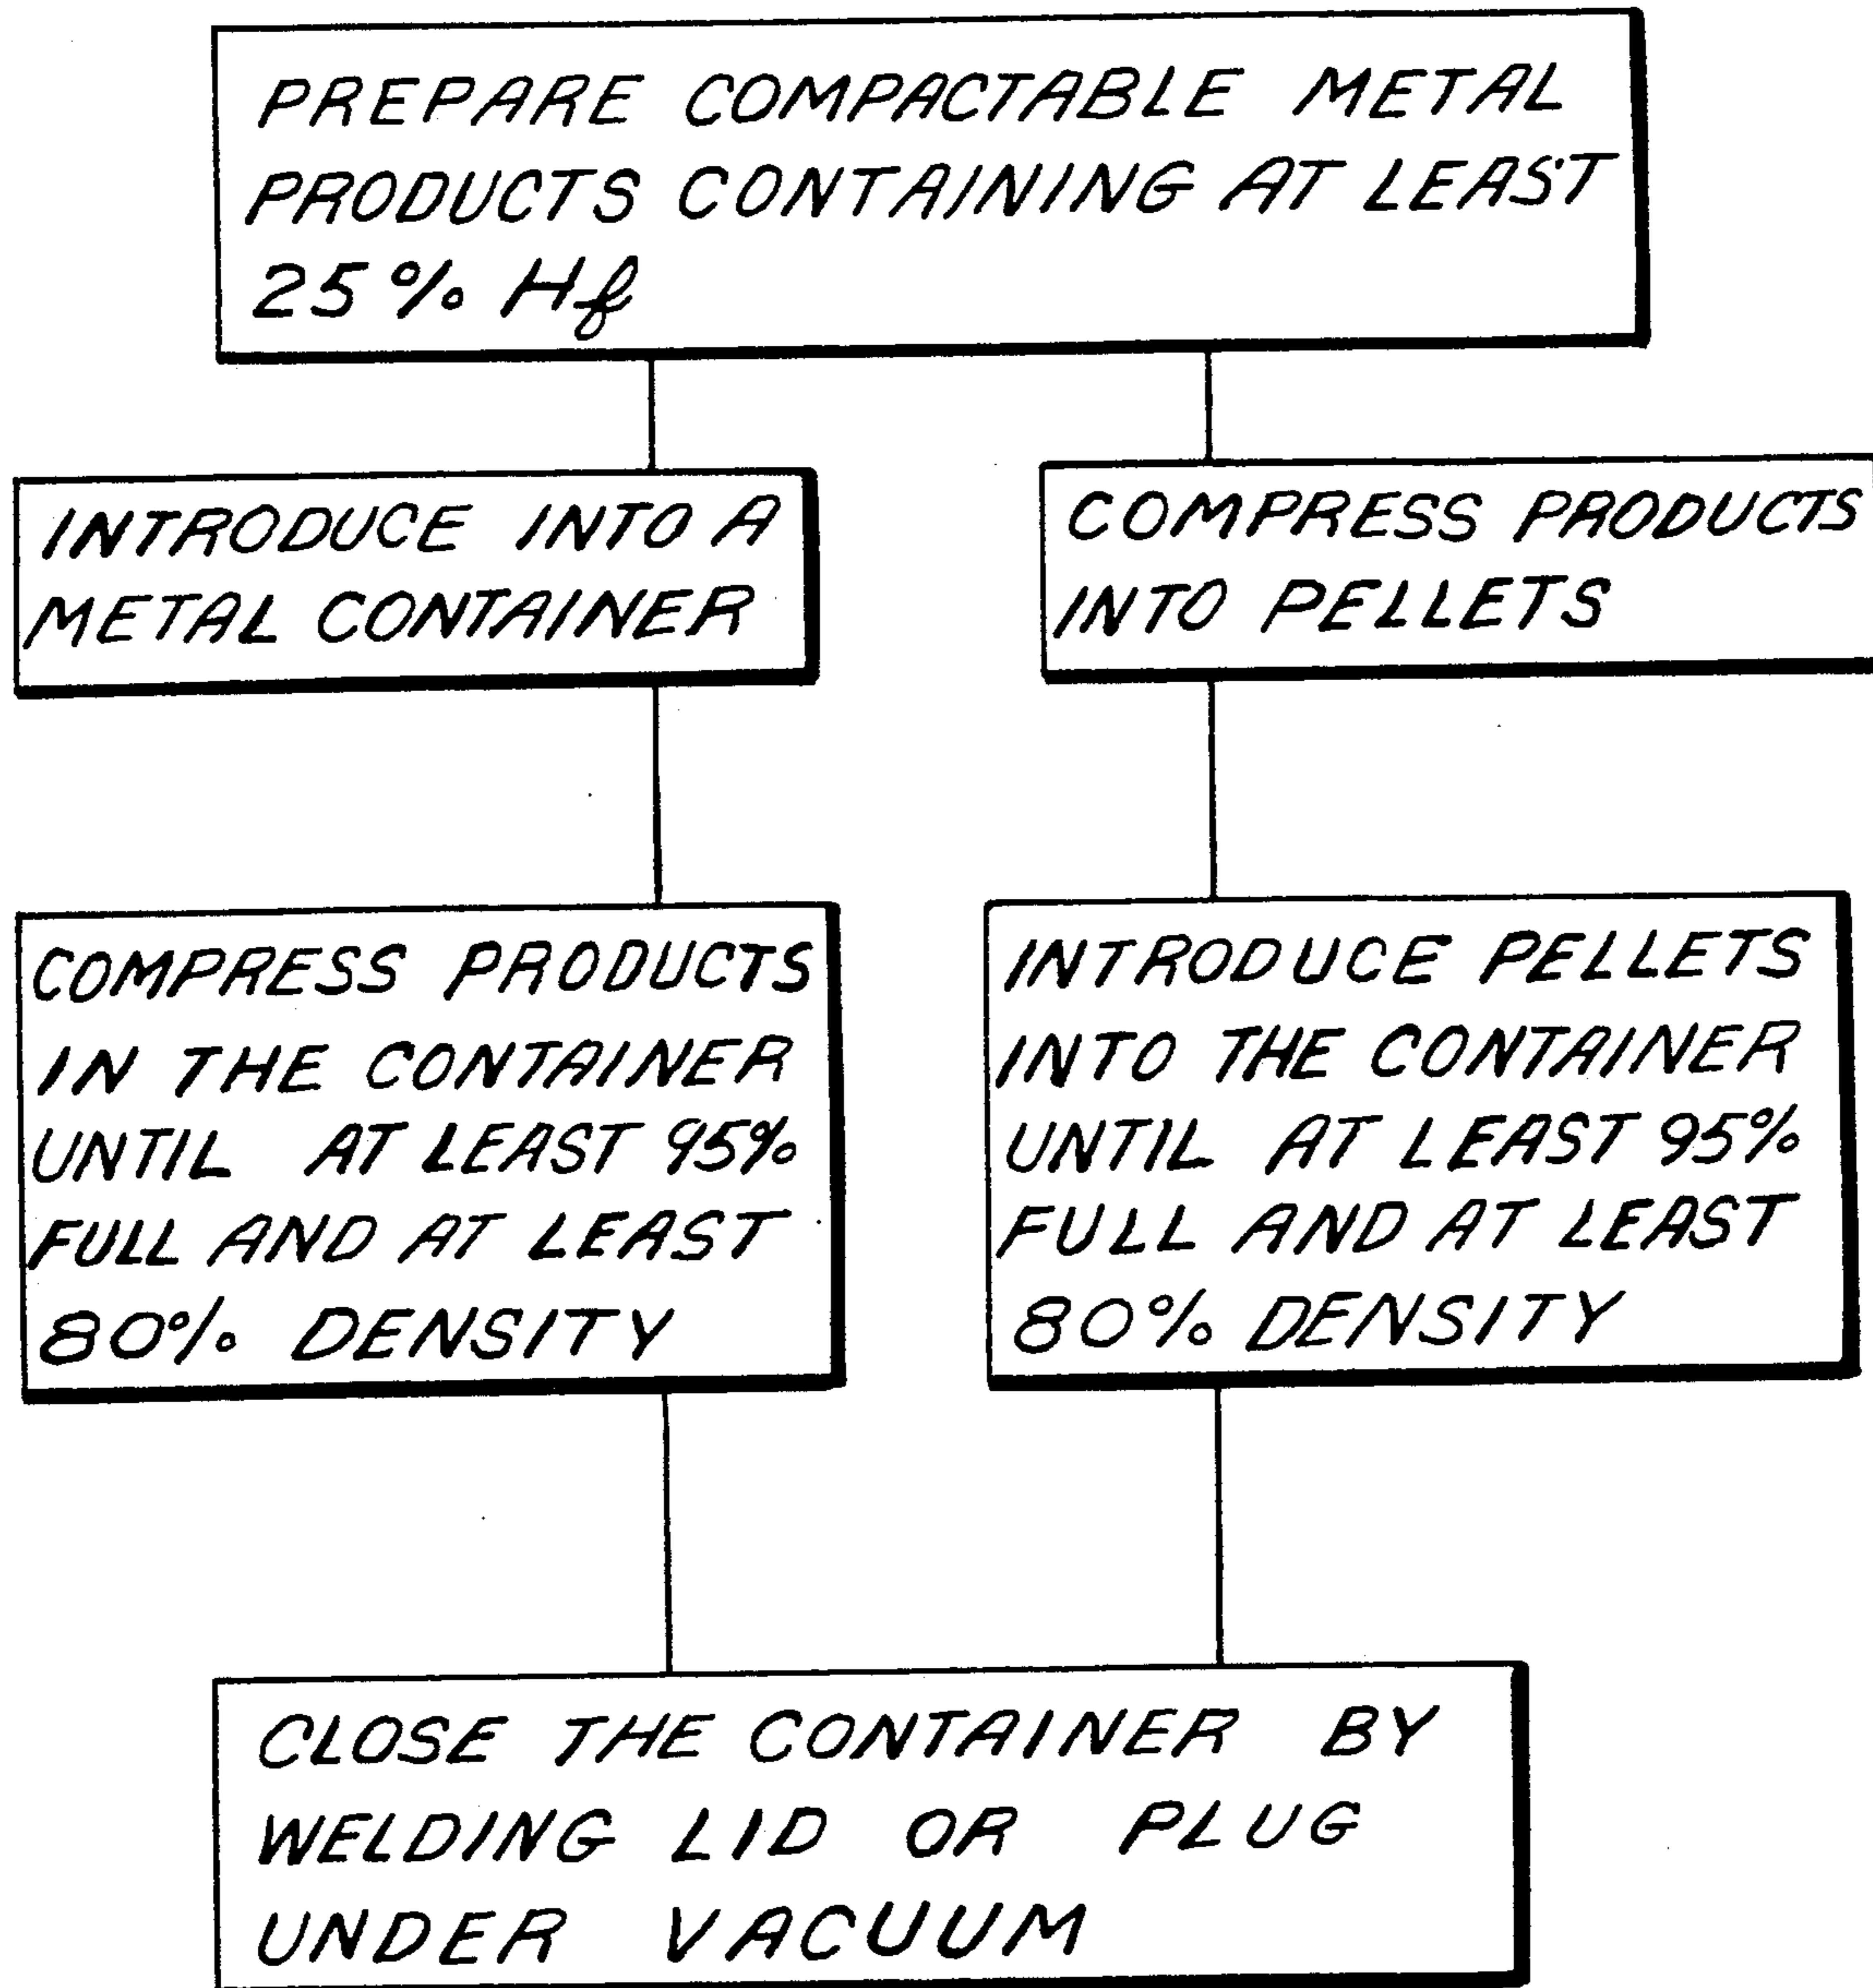 PREPARE COMPACTABLE METAL
PRODUCTS CONTAINING AT LEAST
25% Hf
INTRODUCE INTO A
METAL CONTAINER
COMPRESS PRODUCTS
INTO PELLETS
COMPRESS PRODUCTS
IN THE CONTAINER
UNTIL AT LEAST 95%
FULL AND AT LEAST
80% DENSITY
INTRODUCE PELLETS
INTO THE CONTAINER
UNTIL AT LEAST 95%
FULL AND AT LEAST
80% DENSITY
CLOSE THE CONTAINER BY
WELDING LID OR PLUG
UNDER VACUUM